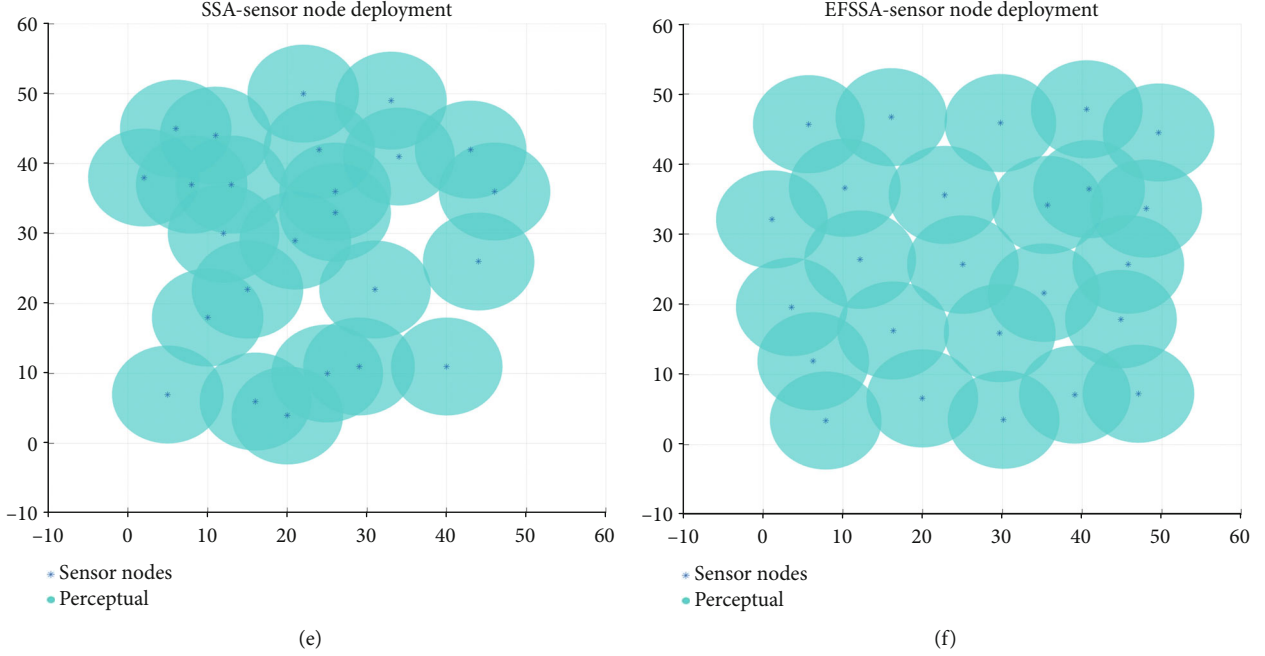 SSA-sensor node deployment
60
50
40
30
20
10
0
−10
−10 0 10 20 30 40 50 60
Sensor nodes
Perceptual
(e)
EFSSA-sensor node deployment
60
50
40
30
20
10
0
−10
−10 0 10 20 30 40 50 60
Sensor nodes
Perceptual
(f)